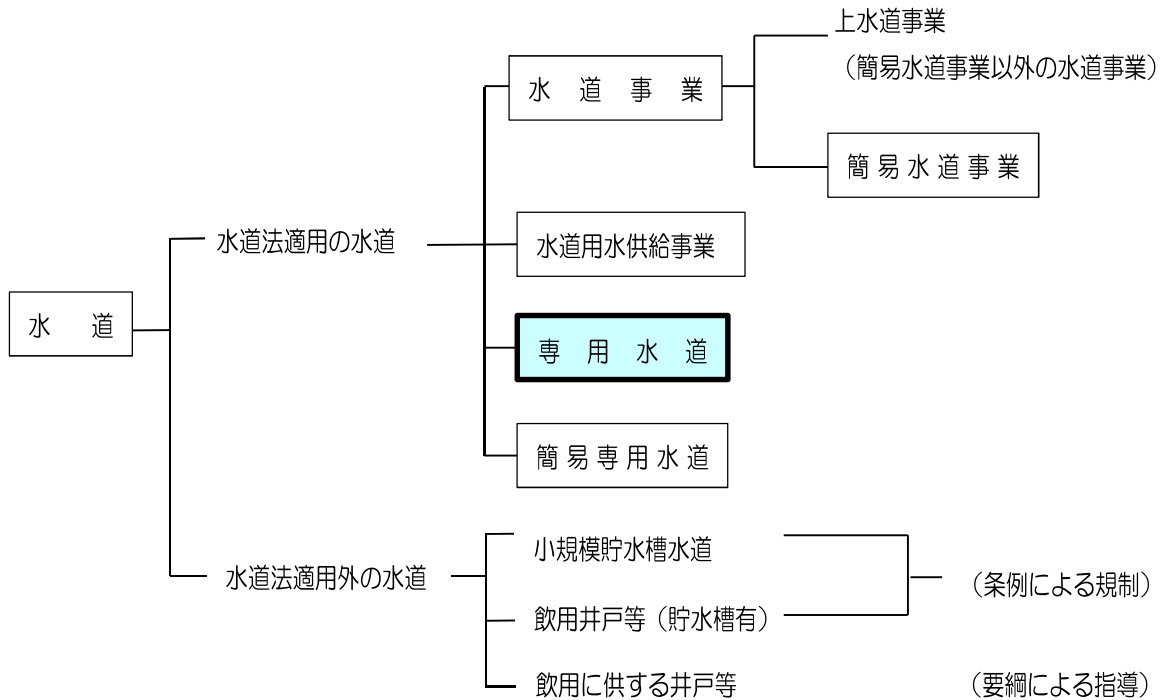 上水道事業
（簡易水道事業以外の水道事業）
水道事業
簡易水道事業
水道法適用の水道
水道用水供給事業
水道
専用水道
簡易専用水道
小規模貯水槽水道
水道法適用外の水道
（条例による規制）
飲用井戸等（貯水槽有）
飲用に供する井戸等
（要綱による指導）